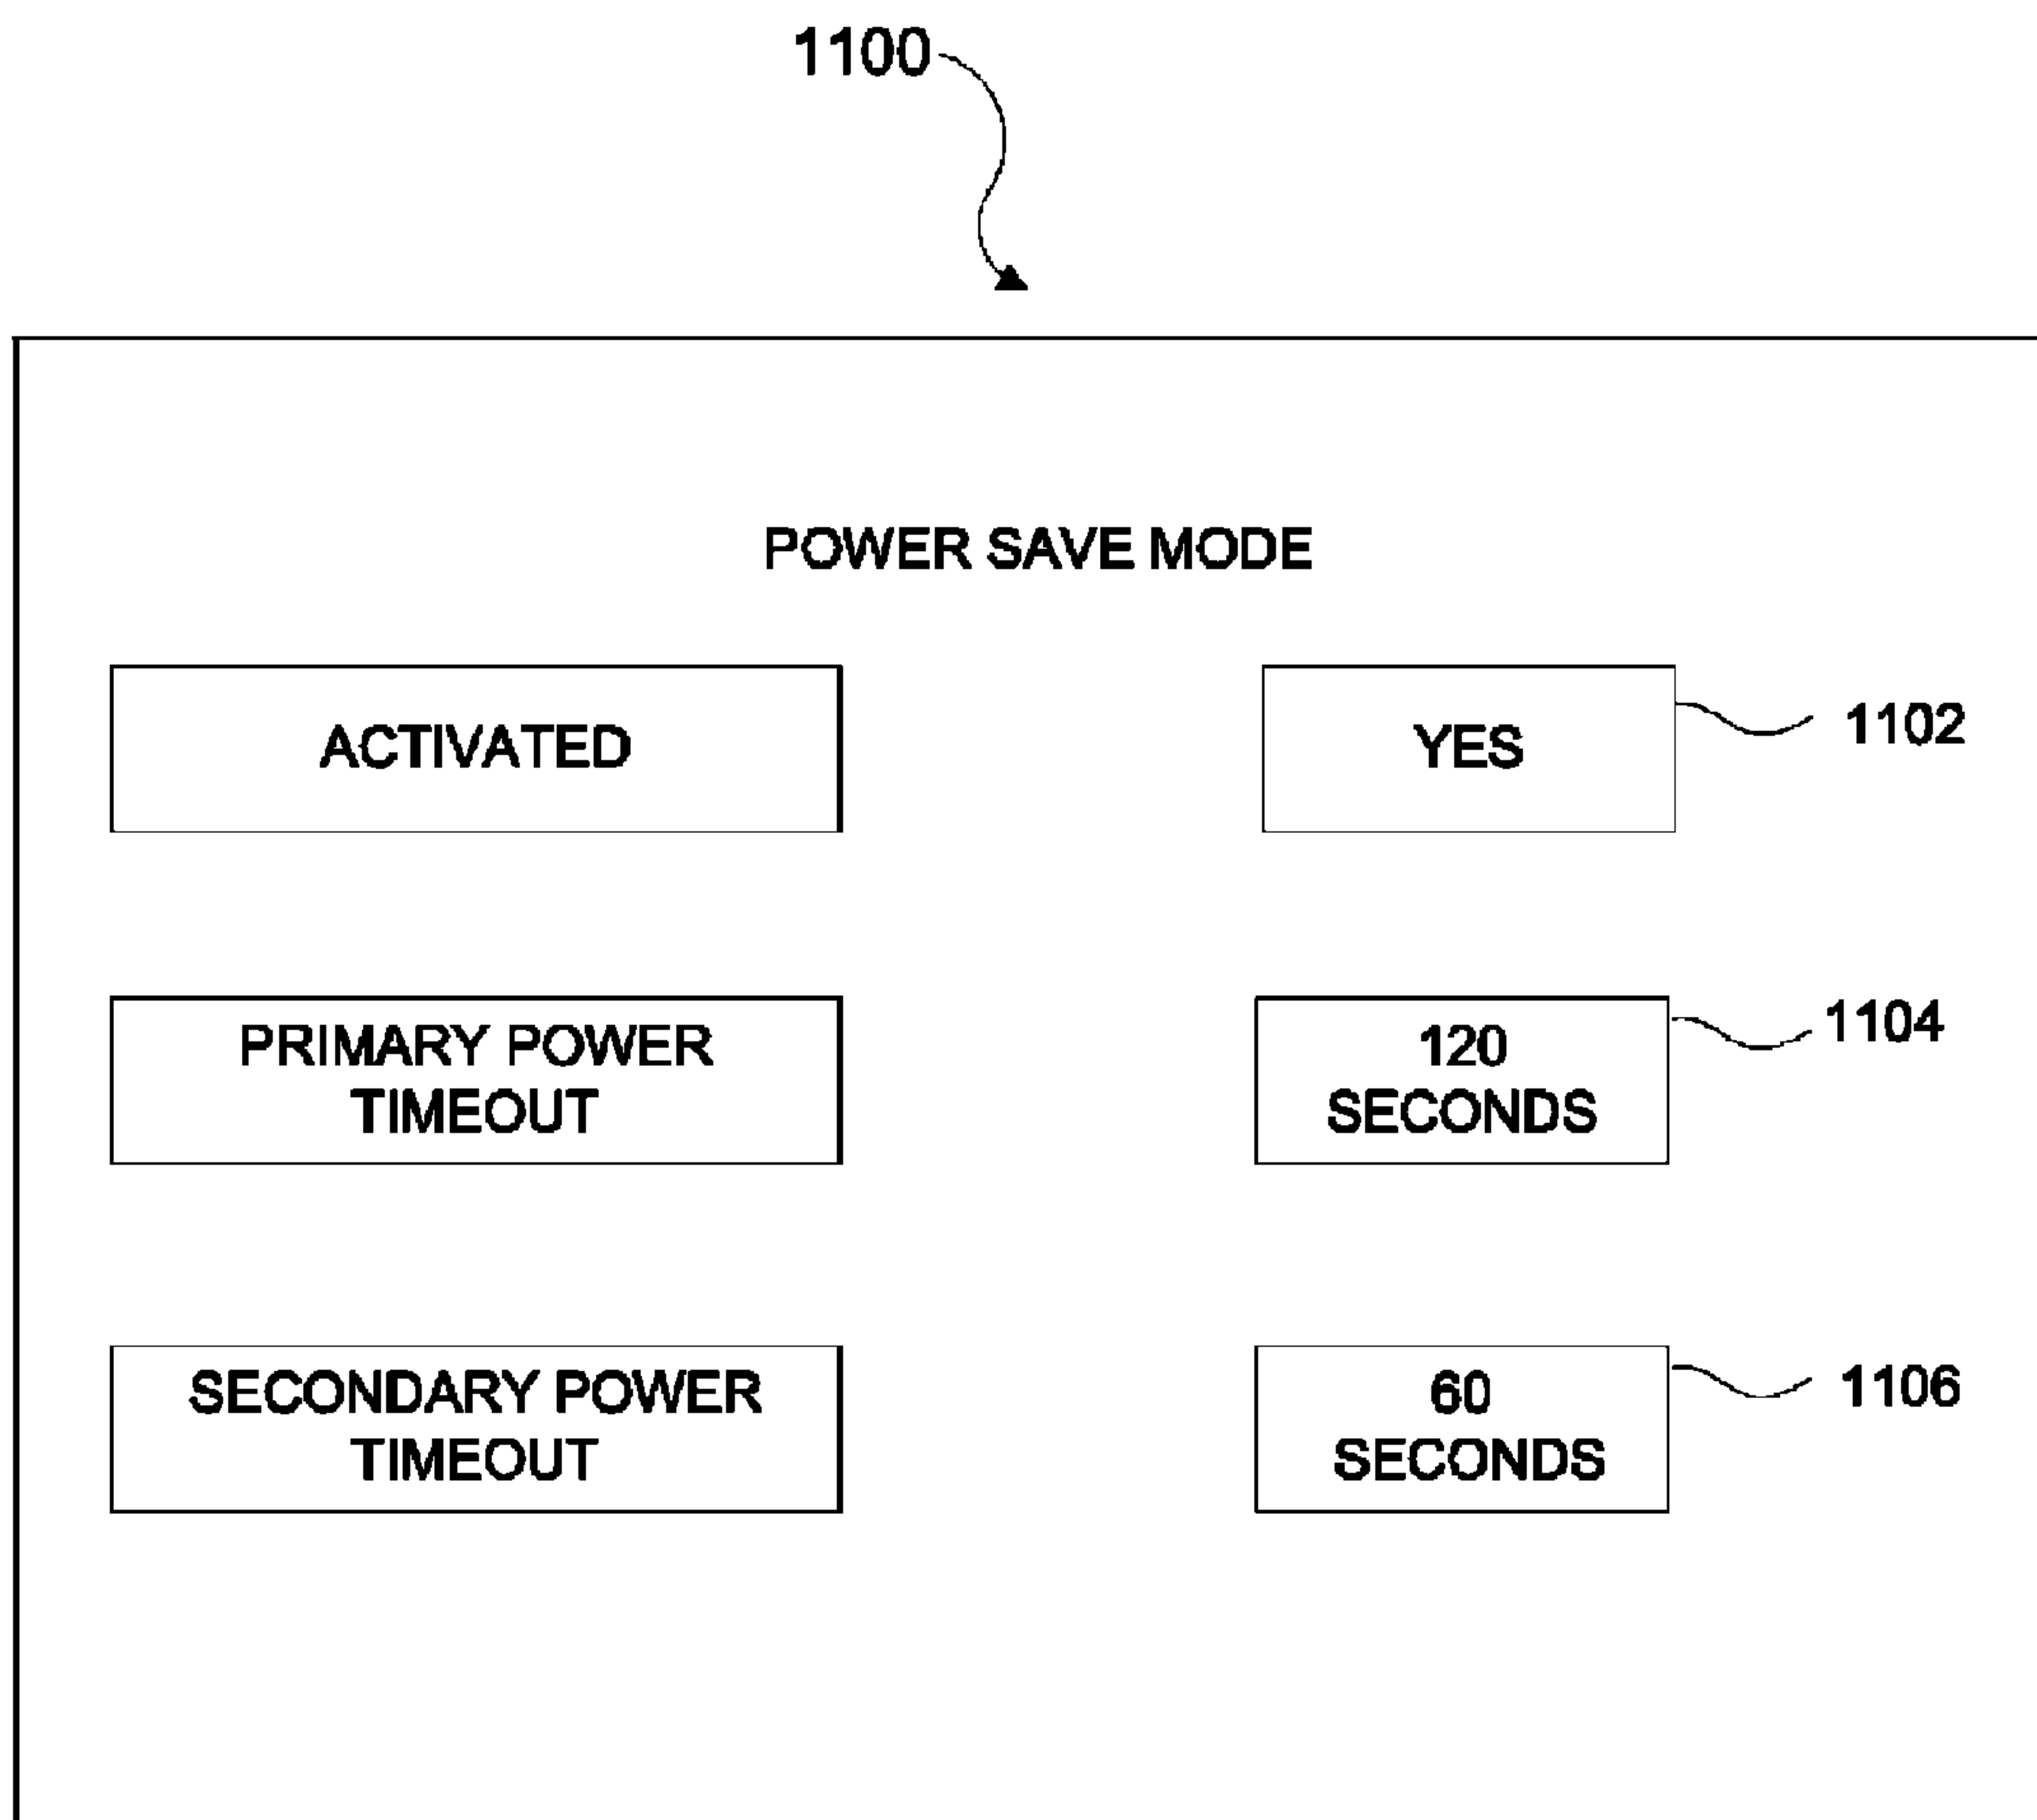 1100
POWER SAVE MODE
ACTIVATED
YES
1102
PRIMARY POWER
TIMEOUT
120
SECONDS
1104
SECONDARY POWER
TIMEOUT
60
SECONDS
1106